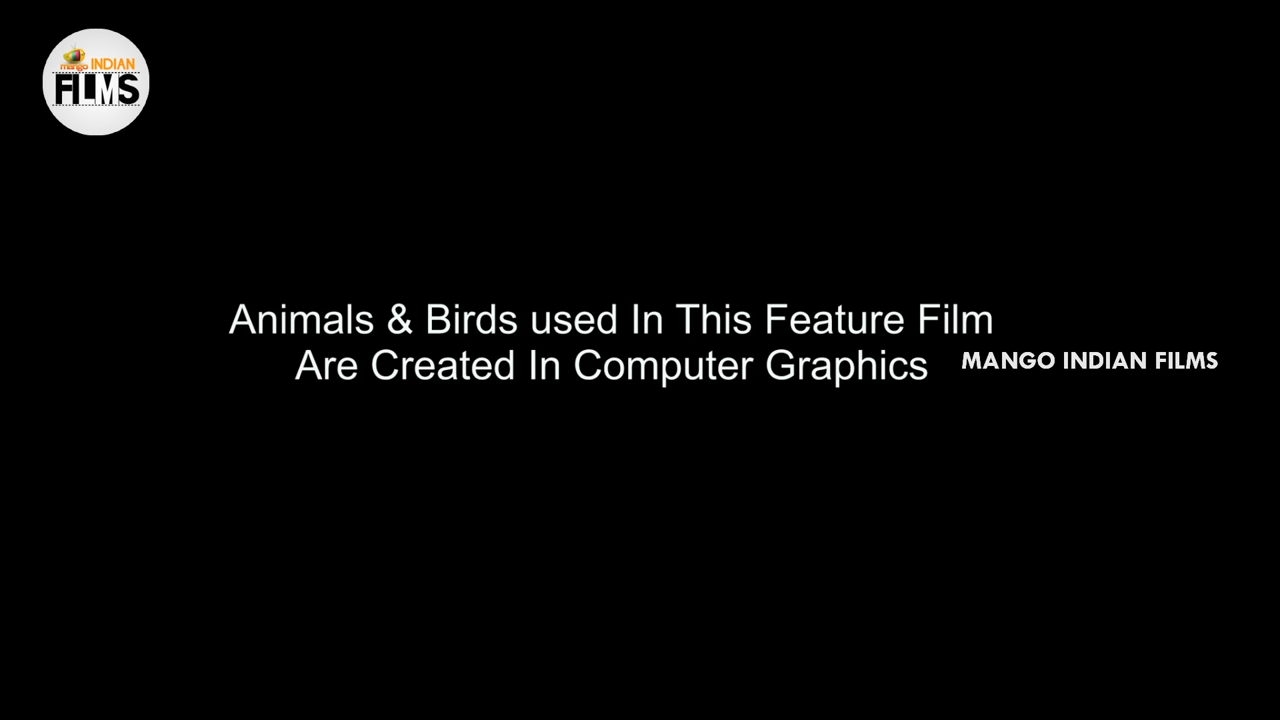 mango INDIAN
FILMS
Animals & Birds used In This Feature Film
Are Created In Computer Graphics
MANGO INDIAN FILMS